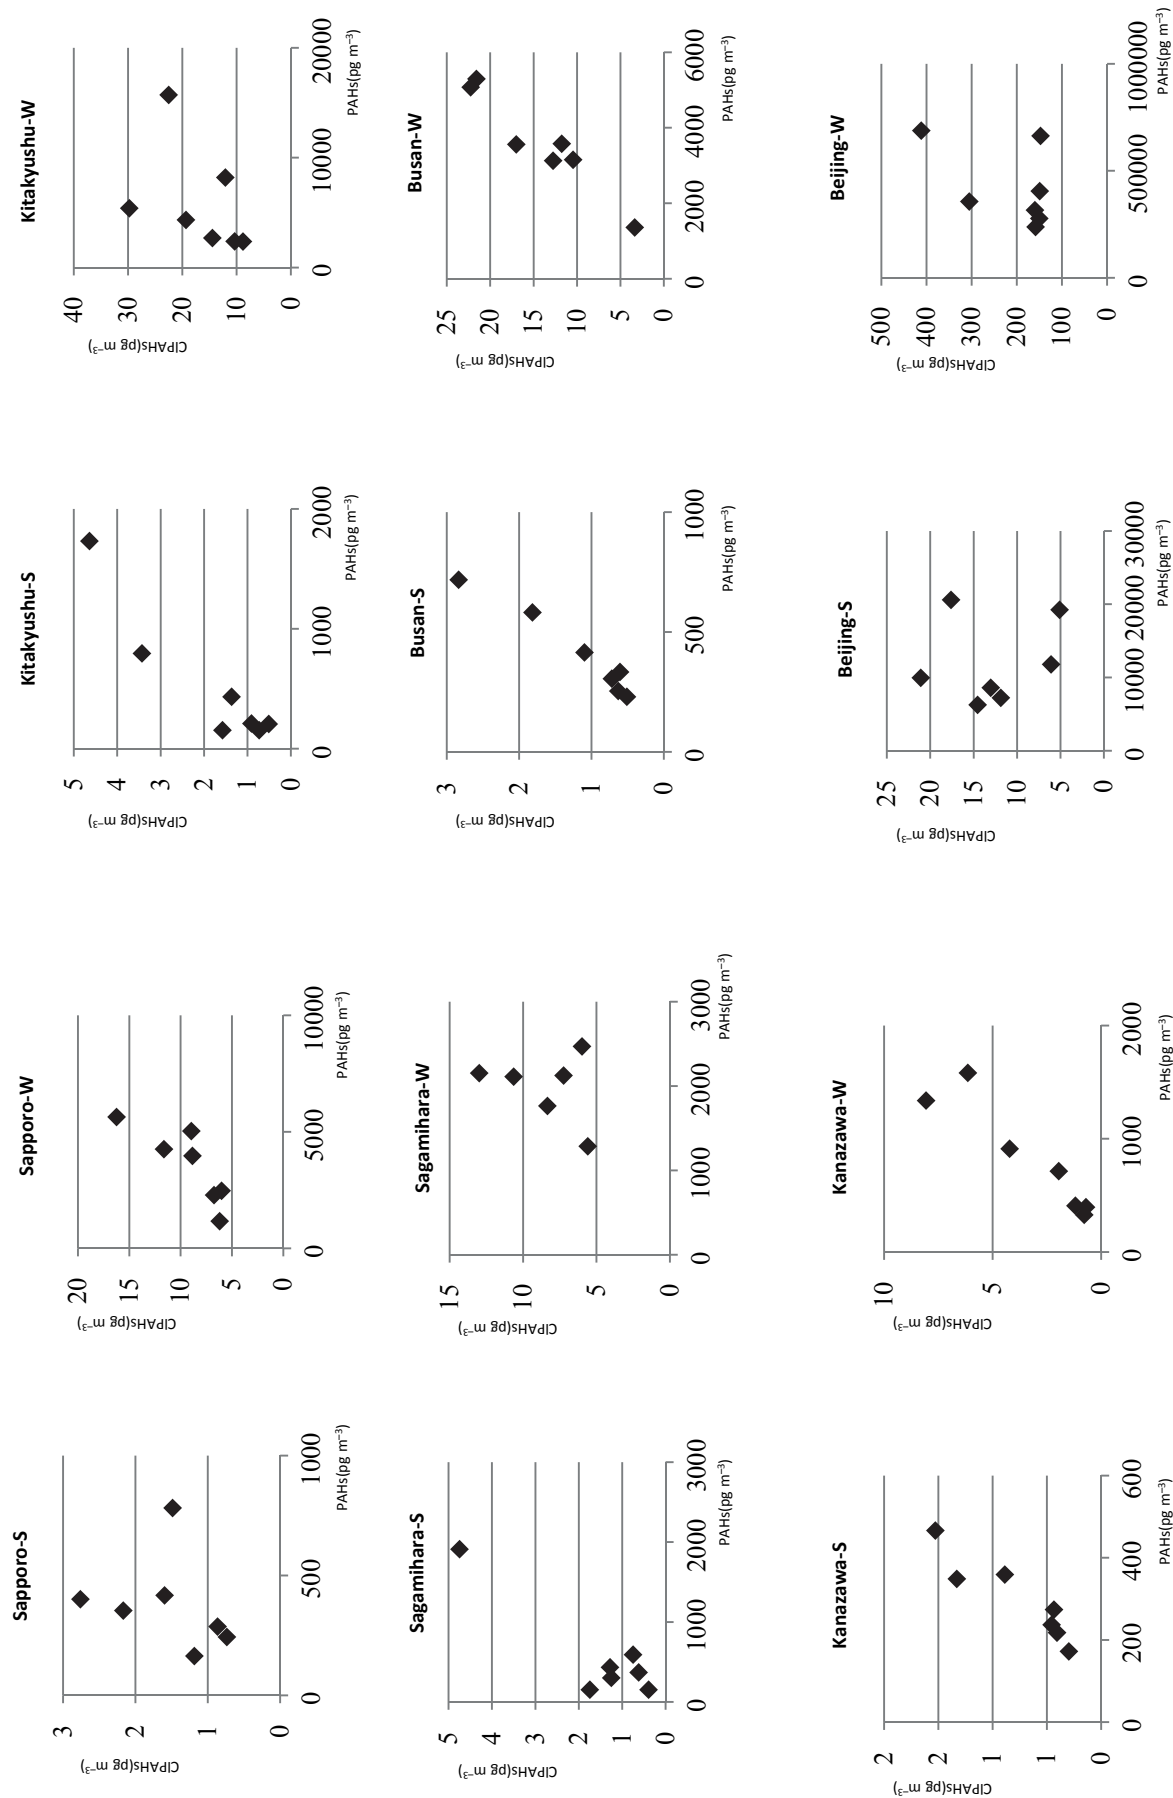 Sapporo-S
ClPAHs(pg m⁻³)
3
2
1
0
0
500
1000
PAHs(pg m⁻³)
Sapporo-W
ClPAHs(pg m⁻³)
20
15
10
5
0
0
5000
10000
PAHs(pg m⁻³)
Kitakyushu-S
ClPAHs(pg m⁻³)
5
4
3
2
1
0
0
1000
2000
PAHs(pg m⁻³)
Kitakyushu-W
ClPAHs(pg m⁻³)
40
30
20
10
0
0
10000
20000
PAHs(pg m⁻³)
Sagamihara-S
ClPAHs(pg m⁻³)
5
4
3
2
1
0
0
1000
2000
3000
PAHs(pg m⁻³)
Sagamihara-W
ClPAHs(pg m⁻³)
15
10
5
0
0
1000
2000
3000
PAHs(pg m⁻³)
Busan-S
ClPAHs(pg m⁻³)
3
2
1
0
0
500
1000
PAHs(pg m⁻³)
Busan-W
ClPAHs(pg m⁻³)
25
20
15
10
5
0
0
2000
4000
6000
PAHs(pg m⁻³)
Kanazawa-S
ClPAHs(pg m⁻³)
2
2
1
1
0
0
200
400
600
PAHs(pg m⁻³)
Kanazawa-W
ClPAHs(pg m⁻³)
10
5
0
0
1000
2000
PAHs(pg m⁻³)
Beijing-S
ClPAHs(pg m⁻³)
25
20
15
10
5
0
0
10000
20000
30000
PAHs(pg m⁻³)
Beijing-W
ClPAHs(pg m⁻³)
500
400
300
200
100
0
0
500000
1000000
PAHs(pg m⁻³)